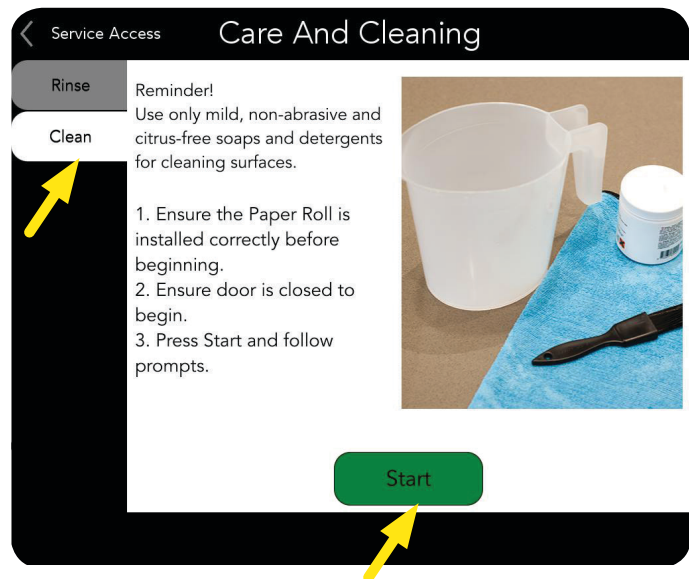 Service Access
Care And Cleaning
Rinse
Clean
Reminder!
Use only mild, non-abrasive and
citrus-free soaps and detergents
for cleaning surfaces.
1. Ensure the Paper Roll is
installed correctly before
beginning.
2. Ensure door is closed to
begin.
3. Press Start and follow
prompts.
Start